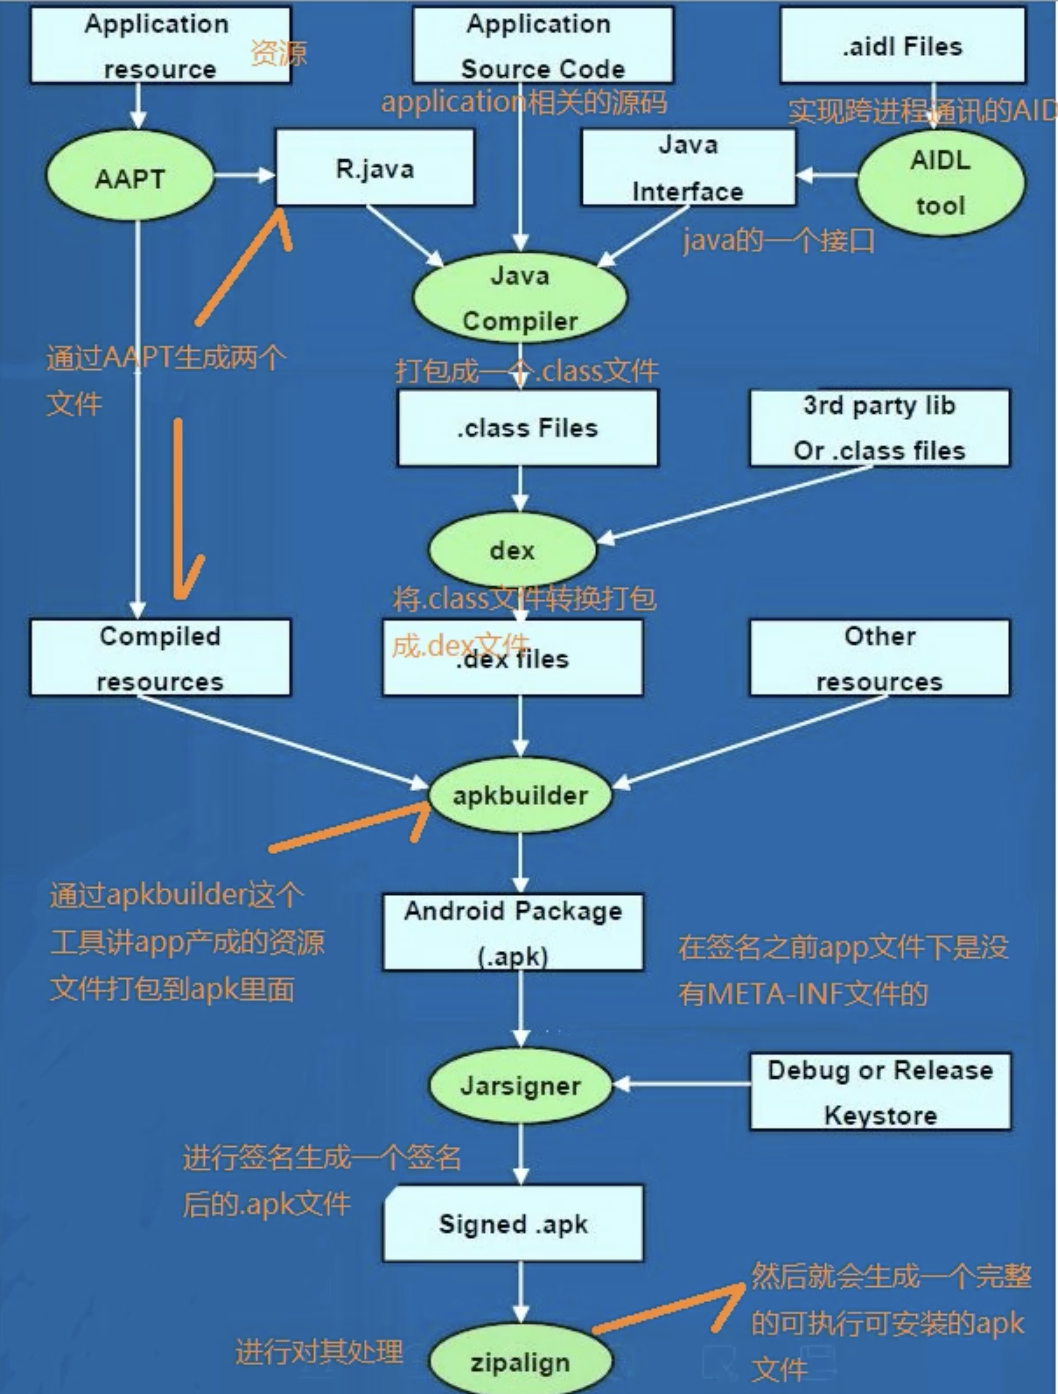 Application
resource
资源
Application
Source Code
application相关的源码
.aidl Files
实现跨进程通讯的AID
AAPT
R.java
Java
Interface
AIDL
tool
java的一个接口
Java
Compiler
通过AAPT生成两个
文件
打包成一个.class文件
.class Files
3rd party lib
Or .class files
dex
将.class文件转换打包
成.dex文件
.dex files
Compiled
resources
Other
resources
apkbuilder
通过apkbuilder这个
工具讲app产成的资源
文件打包到apk里面
Android Package
(.apk)
在签名之前app文件下是没
有META-INF文件的
Jarsigner
Debug or Release
Keystore
进行签名生成一个签名
后的.apk文件
Signed .apk
然后就会生成一个完整
的可执行可安装的apk
文件
进行对其处理
zipalign